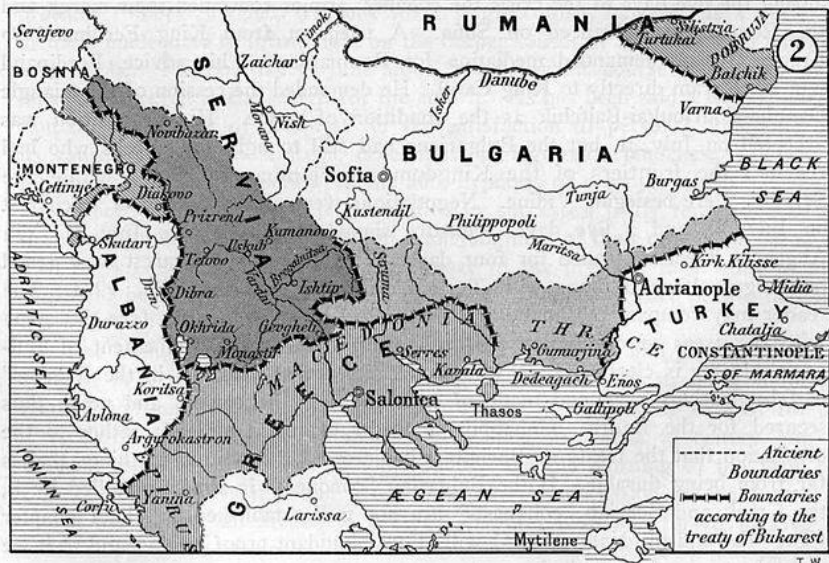 RUMANIA
2
Serajevo
BOSNYA
SERVIA
Zaichar
Timok
Morava
Nish
Isker
Danube
Silistria
Turtukai
DOBRUJA
Balchik
Varna
BULGARIA
BLACK
SEA
Novibazar
MONTENEGRO
Cettinye
Diakovo
Sofia
Kustendil
Philippopoli
Tunja
Maritsa
Burgas
Prizrend
Skutari
ALBANIA
Drin
Tetovo
Uskub
Kumanovo
Vardar
Bregalnitsa
Ishtip
Struma
Kirk Kilisse
Adrianople
Midia
ADRIATIC SEA
Dibra
Durazzo
Okhrida
Monastir
Gevgheli
MACEDONIA
THRACE
TURKEY
Chatalja
CONSTANTINOPLE
S. OF MARMARA
GREECE
Serres
Kavala
Gumurjina
Dedeagach
Enos
Gallipoli
Koritsa
Salonica
Thasos
Avlona
Argyrokastron
EPIRUS
IONIAN SEA
Corfu
Yanina
Larissa
ÆGEAN SEA
Mytilene
Ancient
Boundaries
Boundaries
according to the
treaty of Bukarest
T. W.